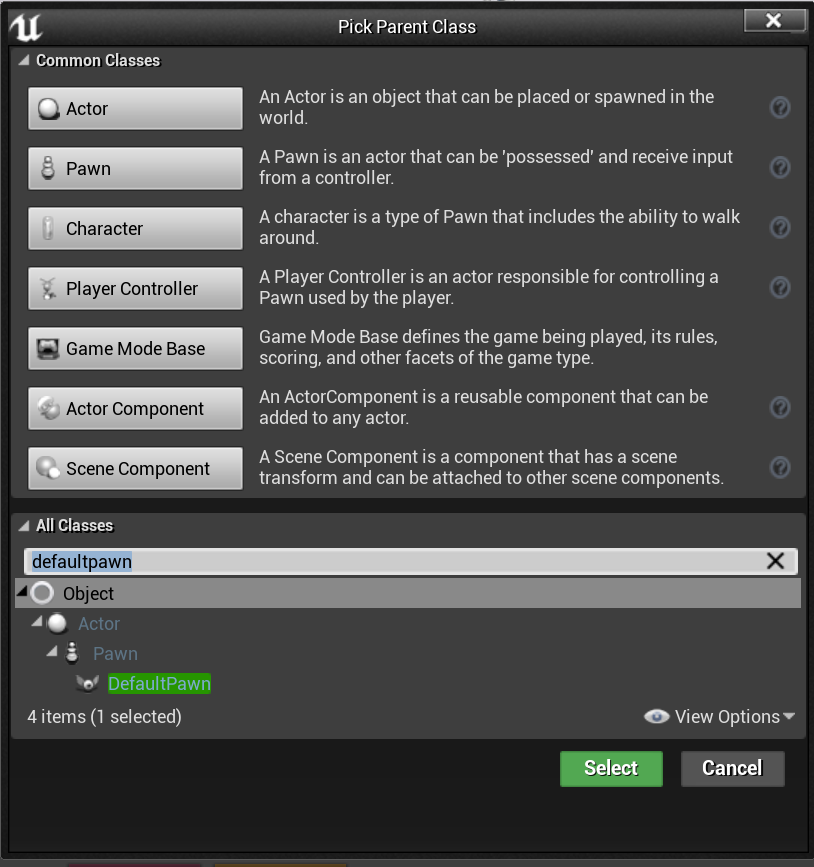 Pick Parent Class
Common Classes
Actor
An Actor is an object that can be placed or spawned in the
world.
Pawn
A Pawn is an actor that can be 'possessed' and receive input
from a controller.
Character
A character is a type of Pawn that includes the ability to walk
around.
Player Controller
A Player Controller is an actor responsible for controlling a
Pawn used by the player.
Game Mode Base
Game Mode Base defines the game being played, its rules,
scoring, and other facets of the game type.
Actor Component
An ActorComponent is a reusable component that can be
added to any actor.
Scene Component
A Scene Component is a component that has a scene
transform and can be attached to other scene components.
All Classes
defaultpawn
Object
Actor
Pawn
DefaultPawn
4 items (1 selected)
View Options
Select
Cancel